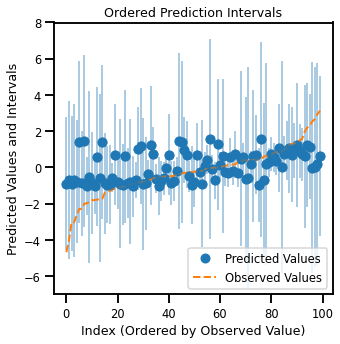 Ordered Prediction Intervals
Predicted Values and Intervals
8
6
4
2
0
−2
−4
−6
Predicted Values
Observed Values
0
20
40
60
80
100
Index (Ordered by Observed Value)